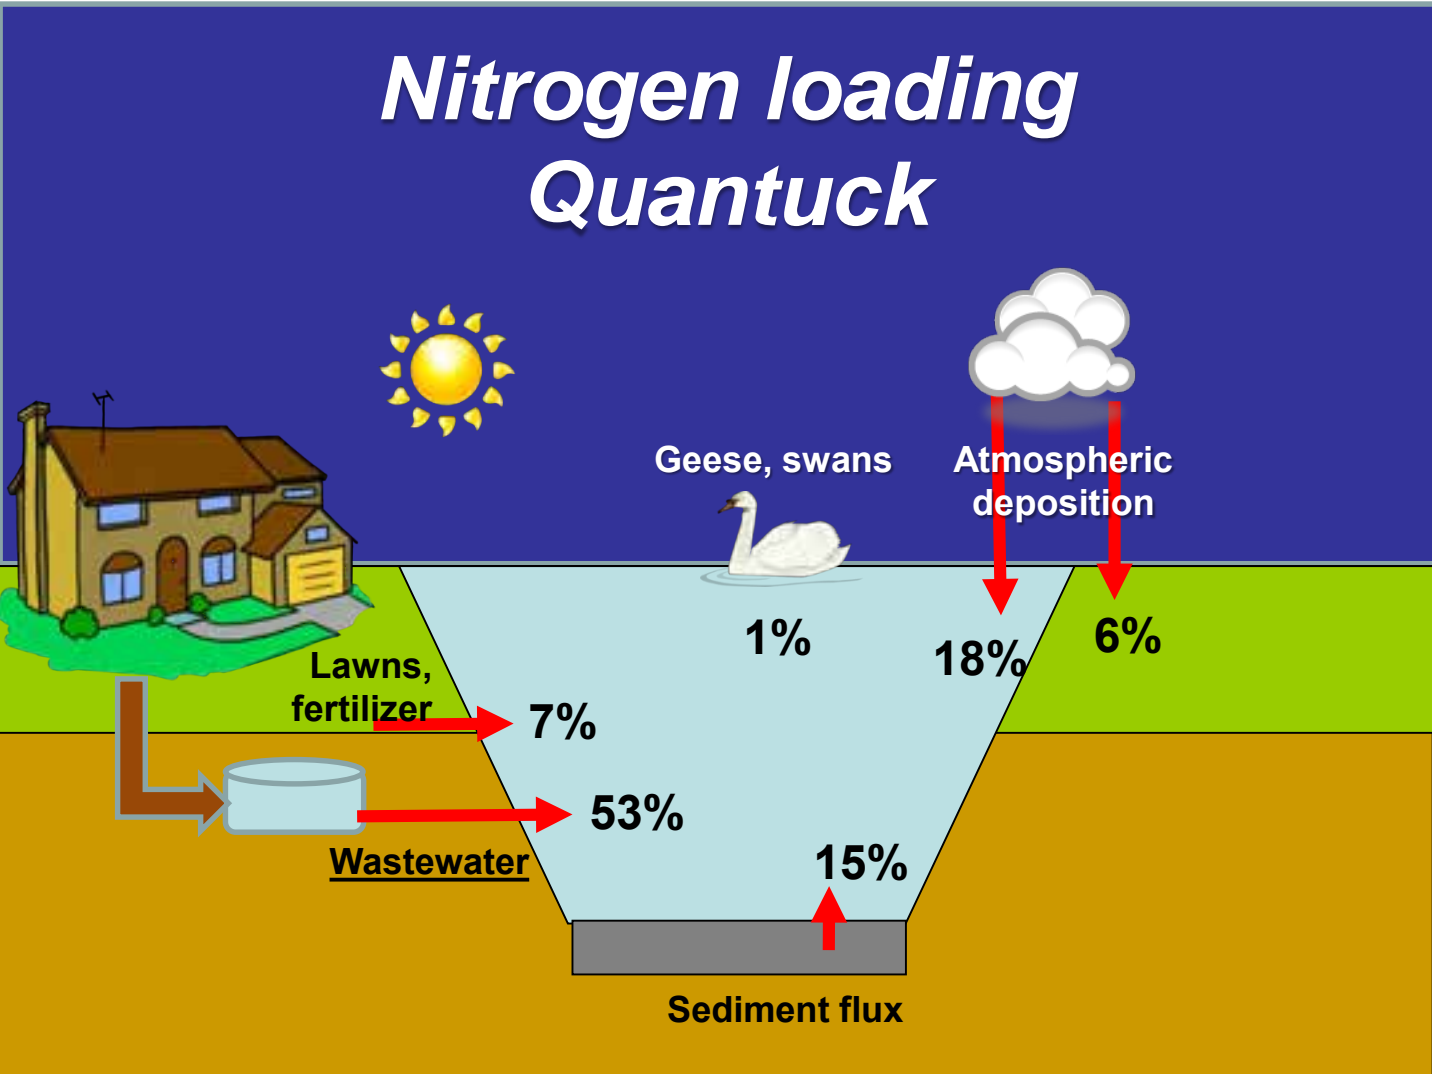 Nitrogen loading
Quantuck
Geese, swans
Atmospheric
deposition
1%
18%
6%
Lawns,
fertilizer
7%
53%
Wastewater
15%
Sediment flux